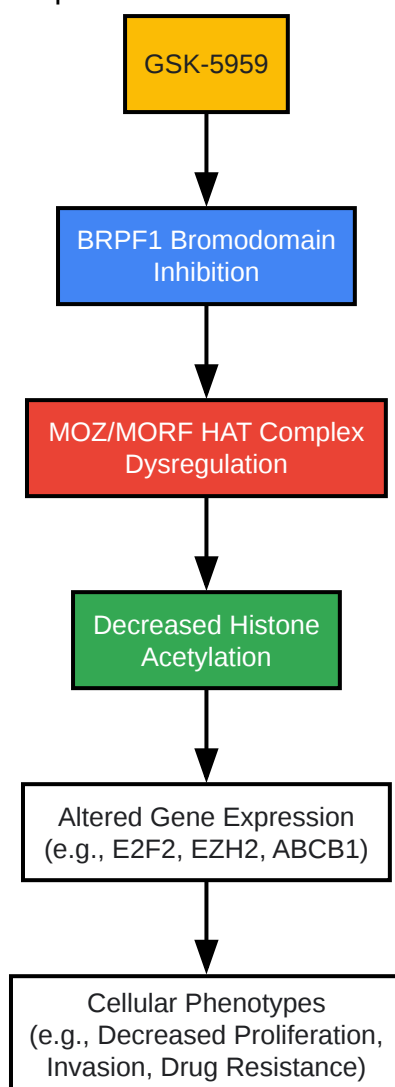 GSK-5959
BRPF1 Bromodomain
Inhibition
MOZ/MORF HAT Complex
Dysregulation
Decreased Histone
Acetylation
Altered Gene Expression
(e.g., E2F2, EZH2, ABCB1)
Cellular Phenotypes
(e.g., Decreased Proliferation,
Invasion, Drug Resistance)